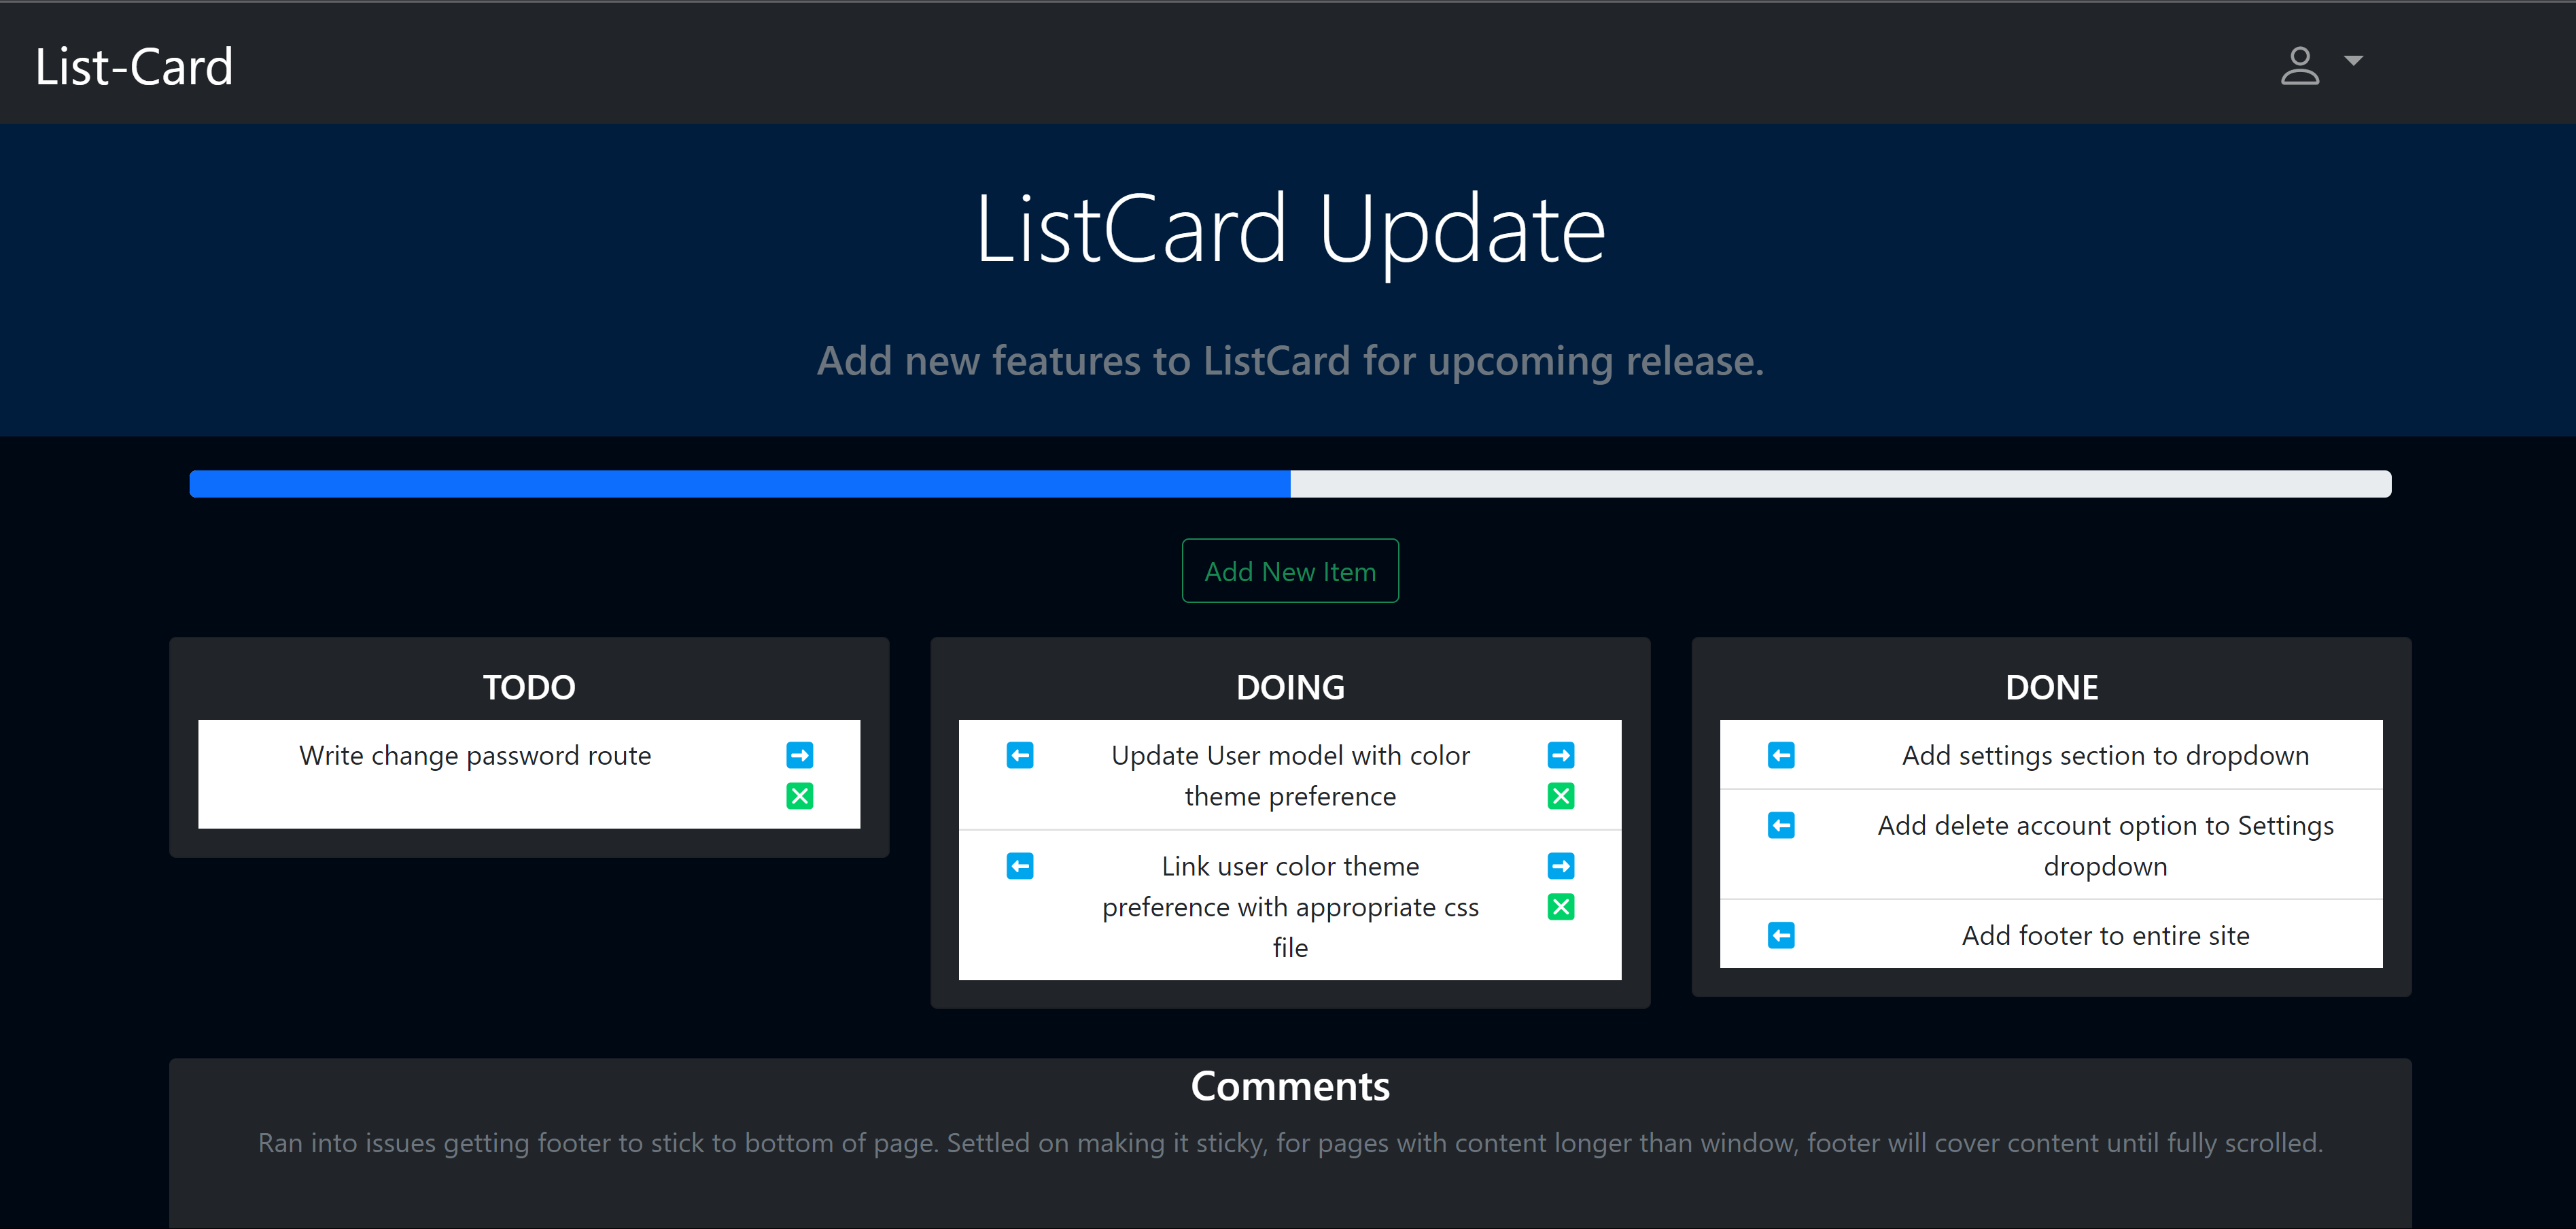 List-Card
ListCard Update
Add new features to ListCard for upcoming release.
Add New Item
TODO
Write change password route
DOING
Update User model with color
theme preference
Link user color theme
preference with appropriate css
file
DONE
Add settings section to dropdown
Add delete account option to Settings
dropdown
Add footer to entire site
Comments
Ran into issues getting footer to stick to bottom of page. Settled on making it sticky, for pages with content longer than window, footer will cover content until fully scrolled.